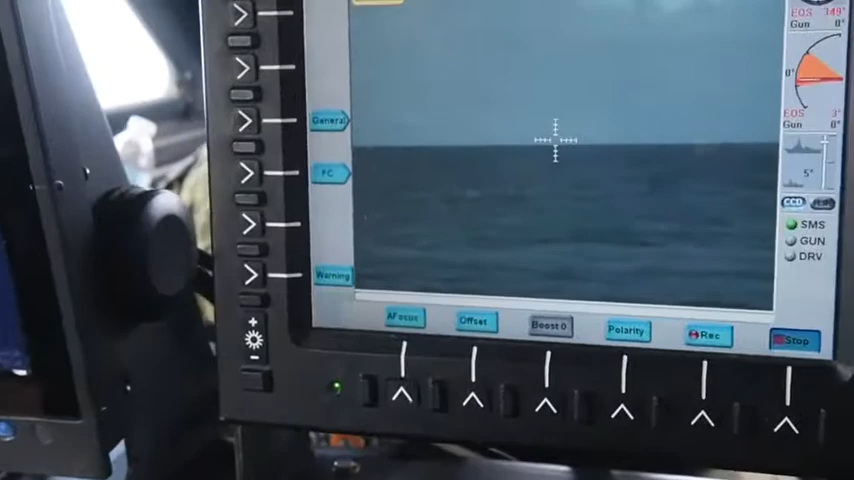 EOS 349°
Gun 0°
0°
EOS 3°
Gun 0°
General
FC
5°
CCD
SMS
GUN
DRV
Warning
AFocus
Offset
Boost 0
Polarity
Rec
Stop
+
-